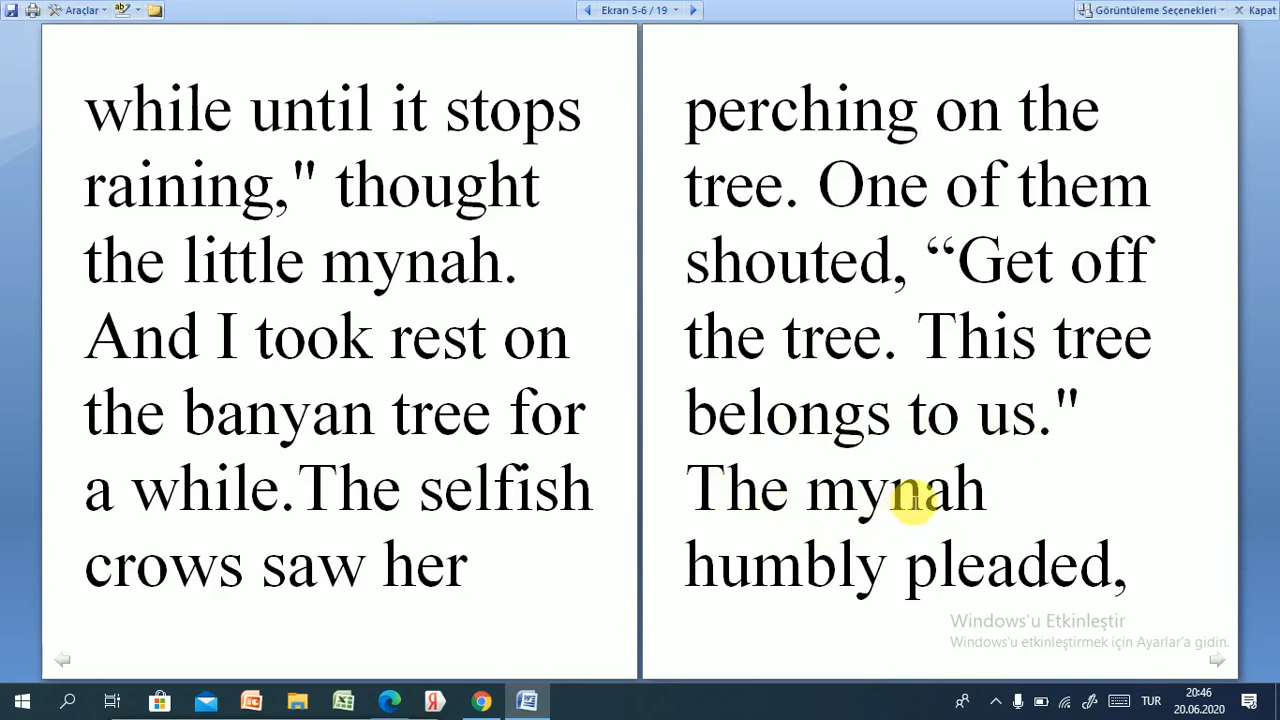 Araçlar
Ekran 5-6 / 19
Görüntüleme Seçenekleri
Kapat
while until it stops
raining," thought
the little mynah.
And I took rest on
the banyan tree for
a while.The selfish
crows saw her
perching on the
tree. One of them
shouted, “Get off
the tree. This tree
belongs to us."
The mynah
humbly pleaded,
Windows'u Etkinleştir
Windows'u etkinleştirmek için Ayarlar'a gidin.
TUR
20:46
20.06.2020